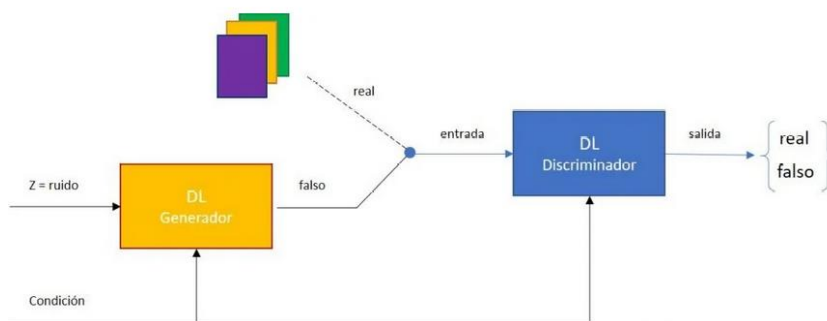 real
entrada
DL
Discriminador
salida
real
falso
Z = ruido
DL
Generador
falso
Condición